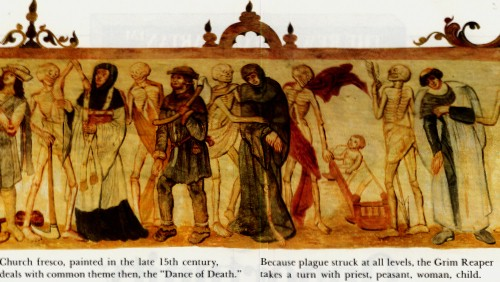 Church fresco, painted in the late 15th century,
deals with common theme then, the "Dance of Death."
Because plague struck at all levels, the Grim Reaper
takes a turn with priest, peasant, woman, child.